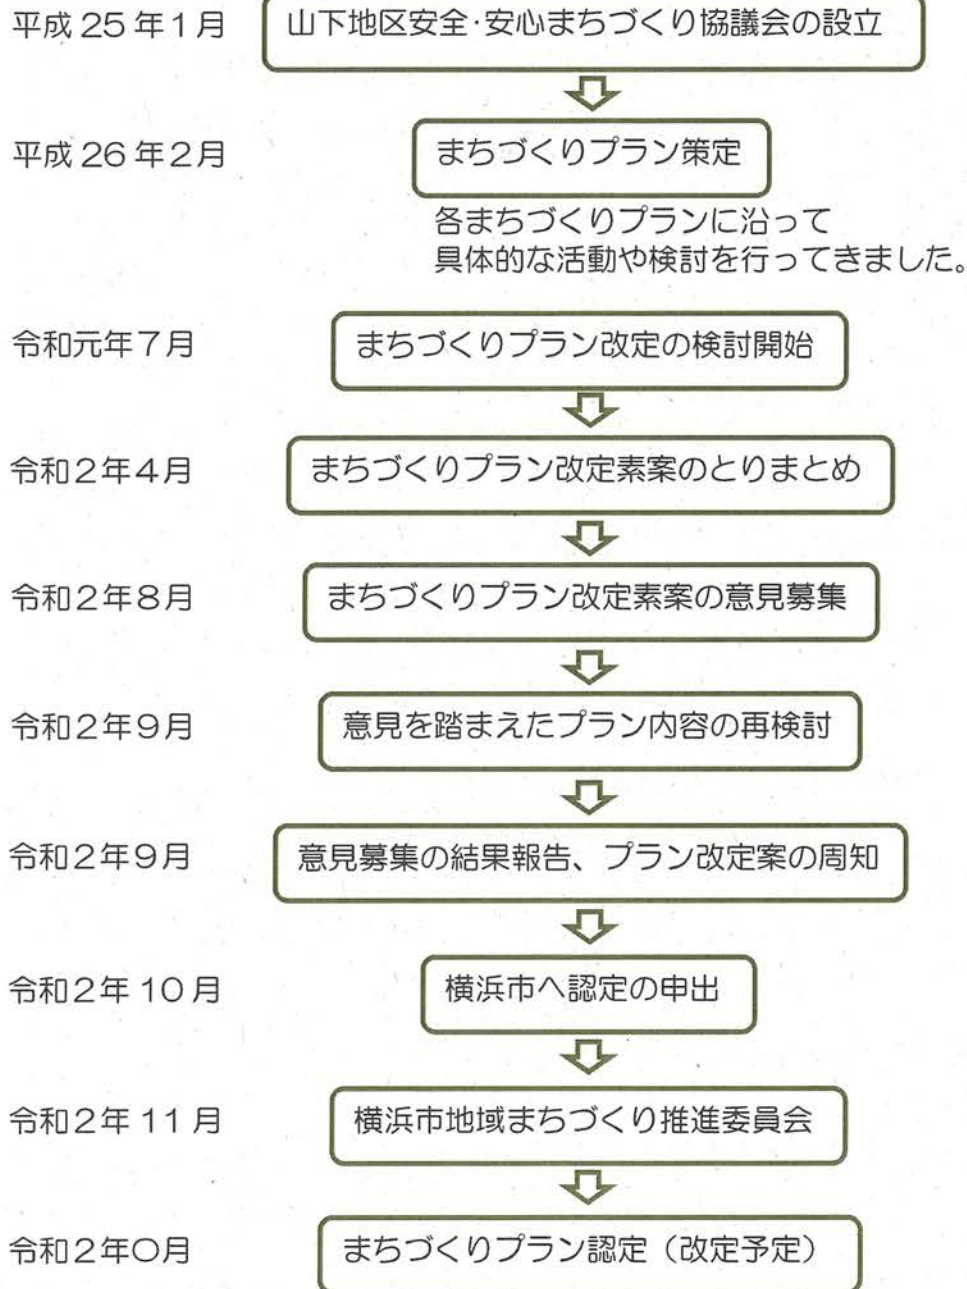 平成25年1月 山下地区安全・安心まちづくり協議会の設立
平成26年2月 まちづくりプラン策定
各まちづくりプランに沿って
具体的な活動や検討を行ってきました。
令和元年7月 まちづくりプラン改定の検討開始
令和2年4月 まちづくりプラン改定素案のとりまとめ
令和2年8月 まちづくりプラン改定素案の意見募集
令和2年9月 意見を踏まえたプラン内容の再検討
令和2年9月 意見募集の結果報告、プラン改定案の周知
令和2年10月 横浜市へ認定の申出
令和2年11月 横浜市地域まちづくり推進委員会
令和2年〇月 まちづくりプラン認定（改定予定）